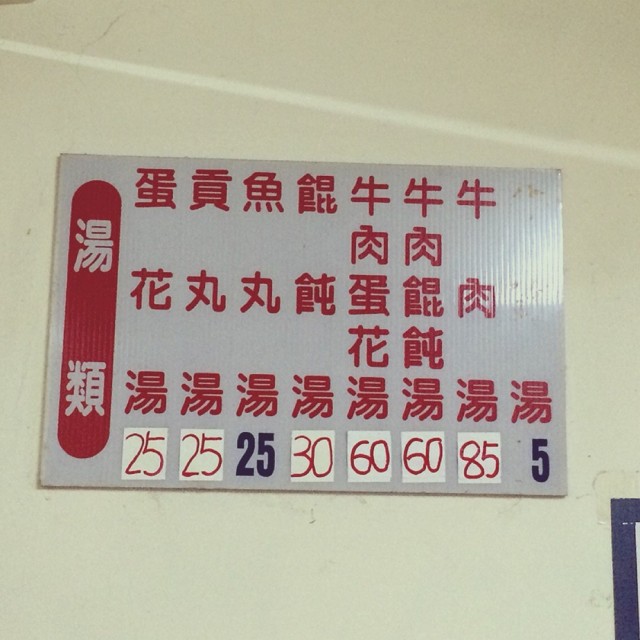 湯類
蛋花湯 25
貢丸湯 25
魚丸湯 25
餛飩湯 30
牛肉蛋花湯 60
牛肉餛飩湯 60
牛肉湯 85
湯 5